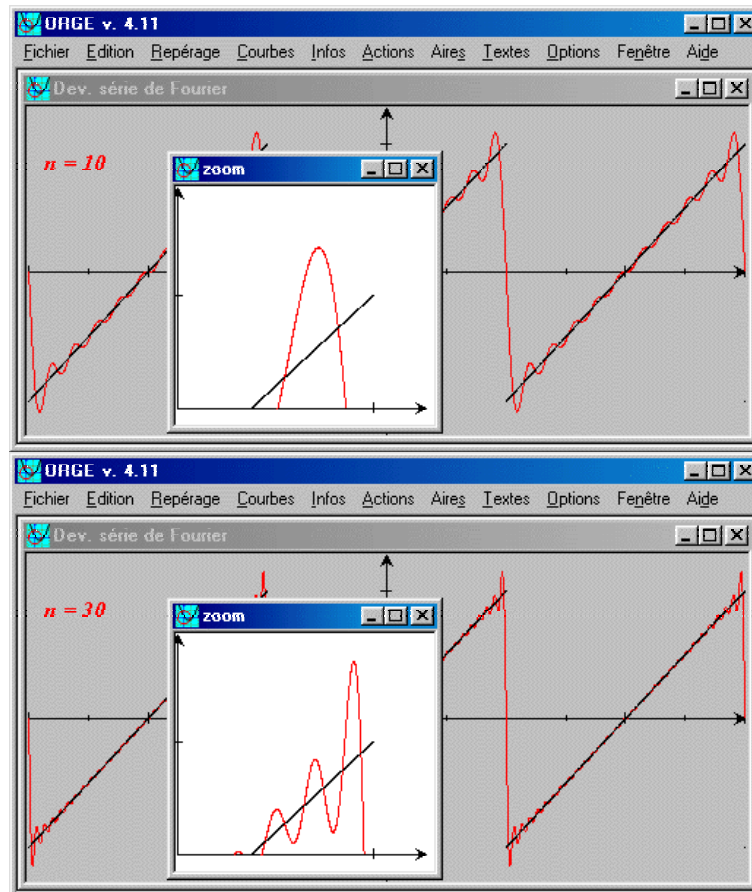 ORGE v. 4.11
Fichier Edition Repérage Courbes Infos Actions Aires Textes Options Fenêtre Aide
Dev. série de Fourier
n = 10
zoom
ORGE v. 4.11
Fichier Edition Repérage Courbes Infos Actions Aires Textes Options Fenêtre Aide
Dev. série de Fourier
n = 30
zoom